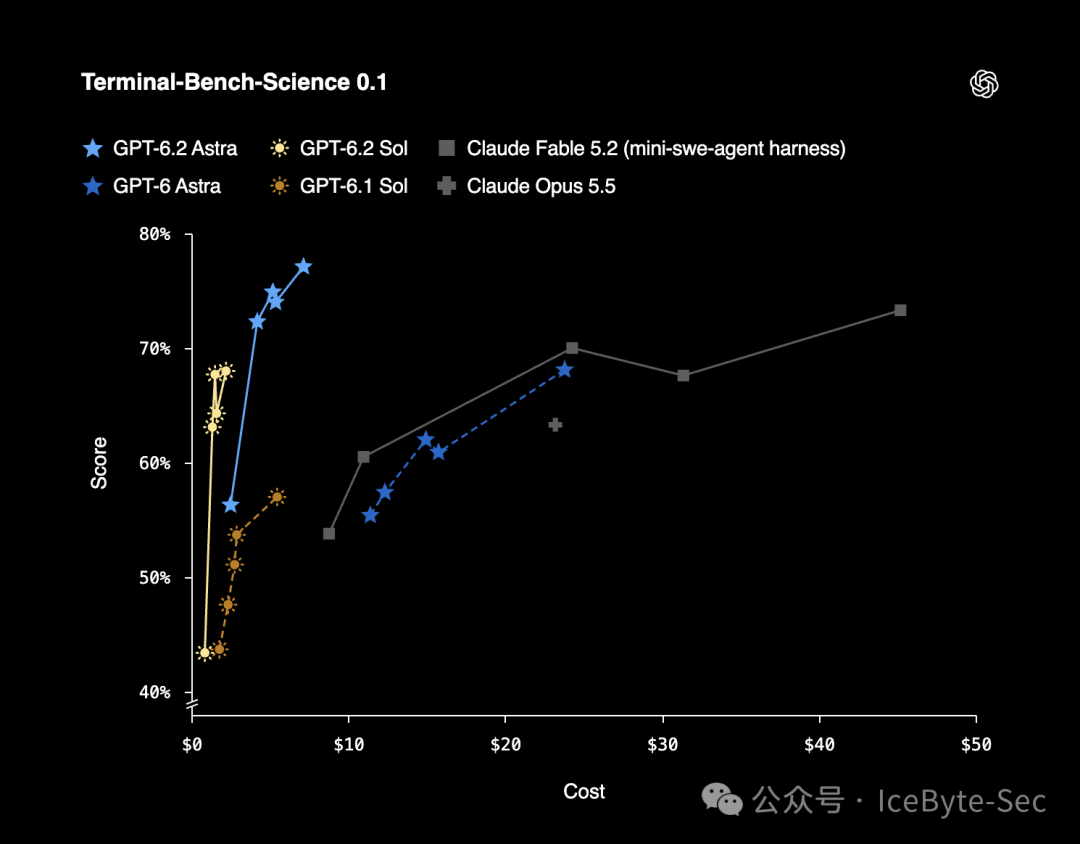 Terminal-Bench-Science 0.1
GPT-6.2 Astra GPT-6.2 Sol Claude Fable 5.2 (mini-swe-agent harness)
GPT-6 Astra GPT-6.1 Sol Claude Opus 5.5
80%
70%
60%
50%
40%
Score
$0 $10 $20 $30 $40 $50
Cost
公众号 · IceByte-Sec